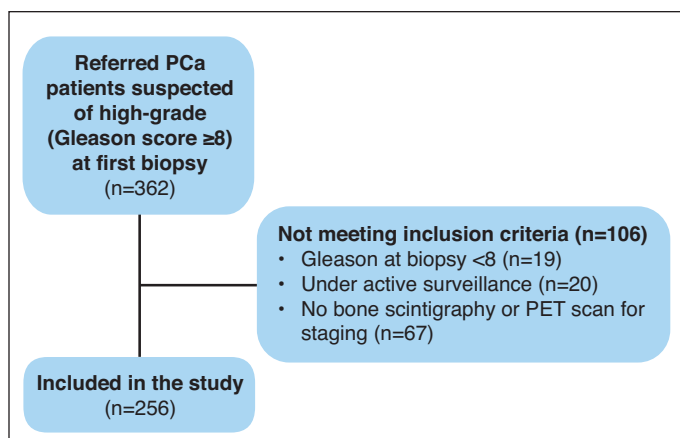 Referred PCa
patients suspected
of high-grade
(Gleason score ≥8)
at first biopsy
(n=362)
Not meeting inclusion criteria (n=106)
• Gleason at biopsy <8 (n=19)
• Under active surveillance (n=20)
• No bone scintigraphy or PET scan for
staging (n=67)
Included in the study
(n=256)